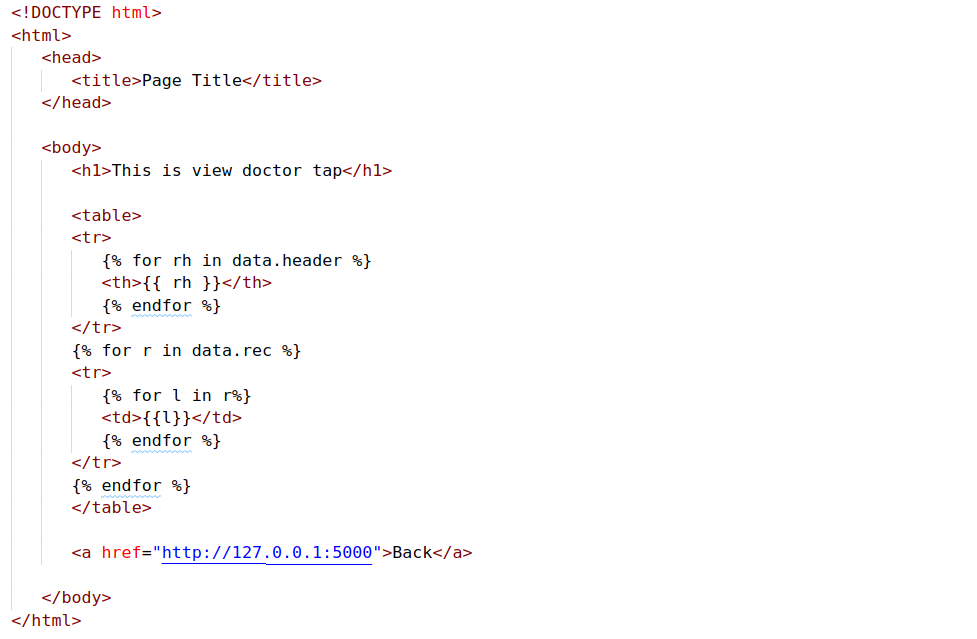 <!DOCTYPE html>
<html>
<head>
<title>Page Title</title>
</head>
<body>
<h1>This is view doctor tap</h1>
<table>
<tr>
{% for rh in data.header %}
<th>{{ rh }}</th>
{% endfor %}
</tr>
{% for r in data.rec %}
<tr>
{% for l in r%}
<td>{{l}}</td>
{% endfor %}
</tr>
{% endfor %}
</table>
<a href="http://127.0.0.1:5000">Back</a>
</body>
</html>